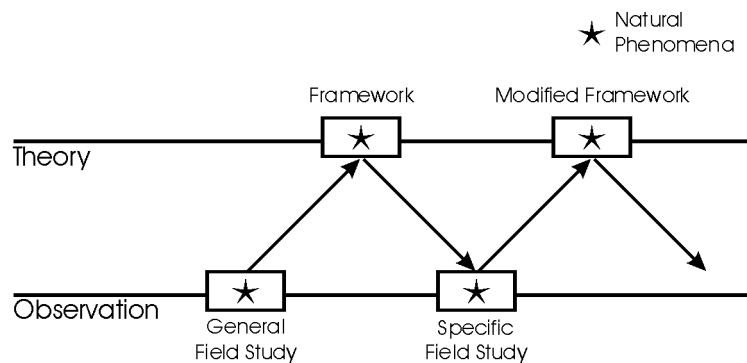 Natural
Phenomena
Framework
Modified Framework
Theory
Observation
General
Field Study
Specific
Field Study